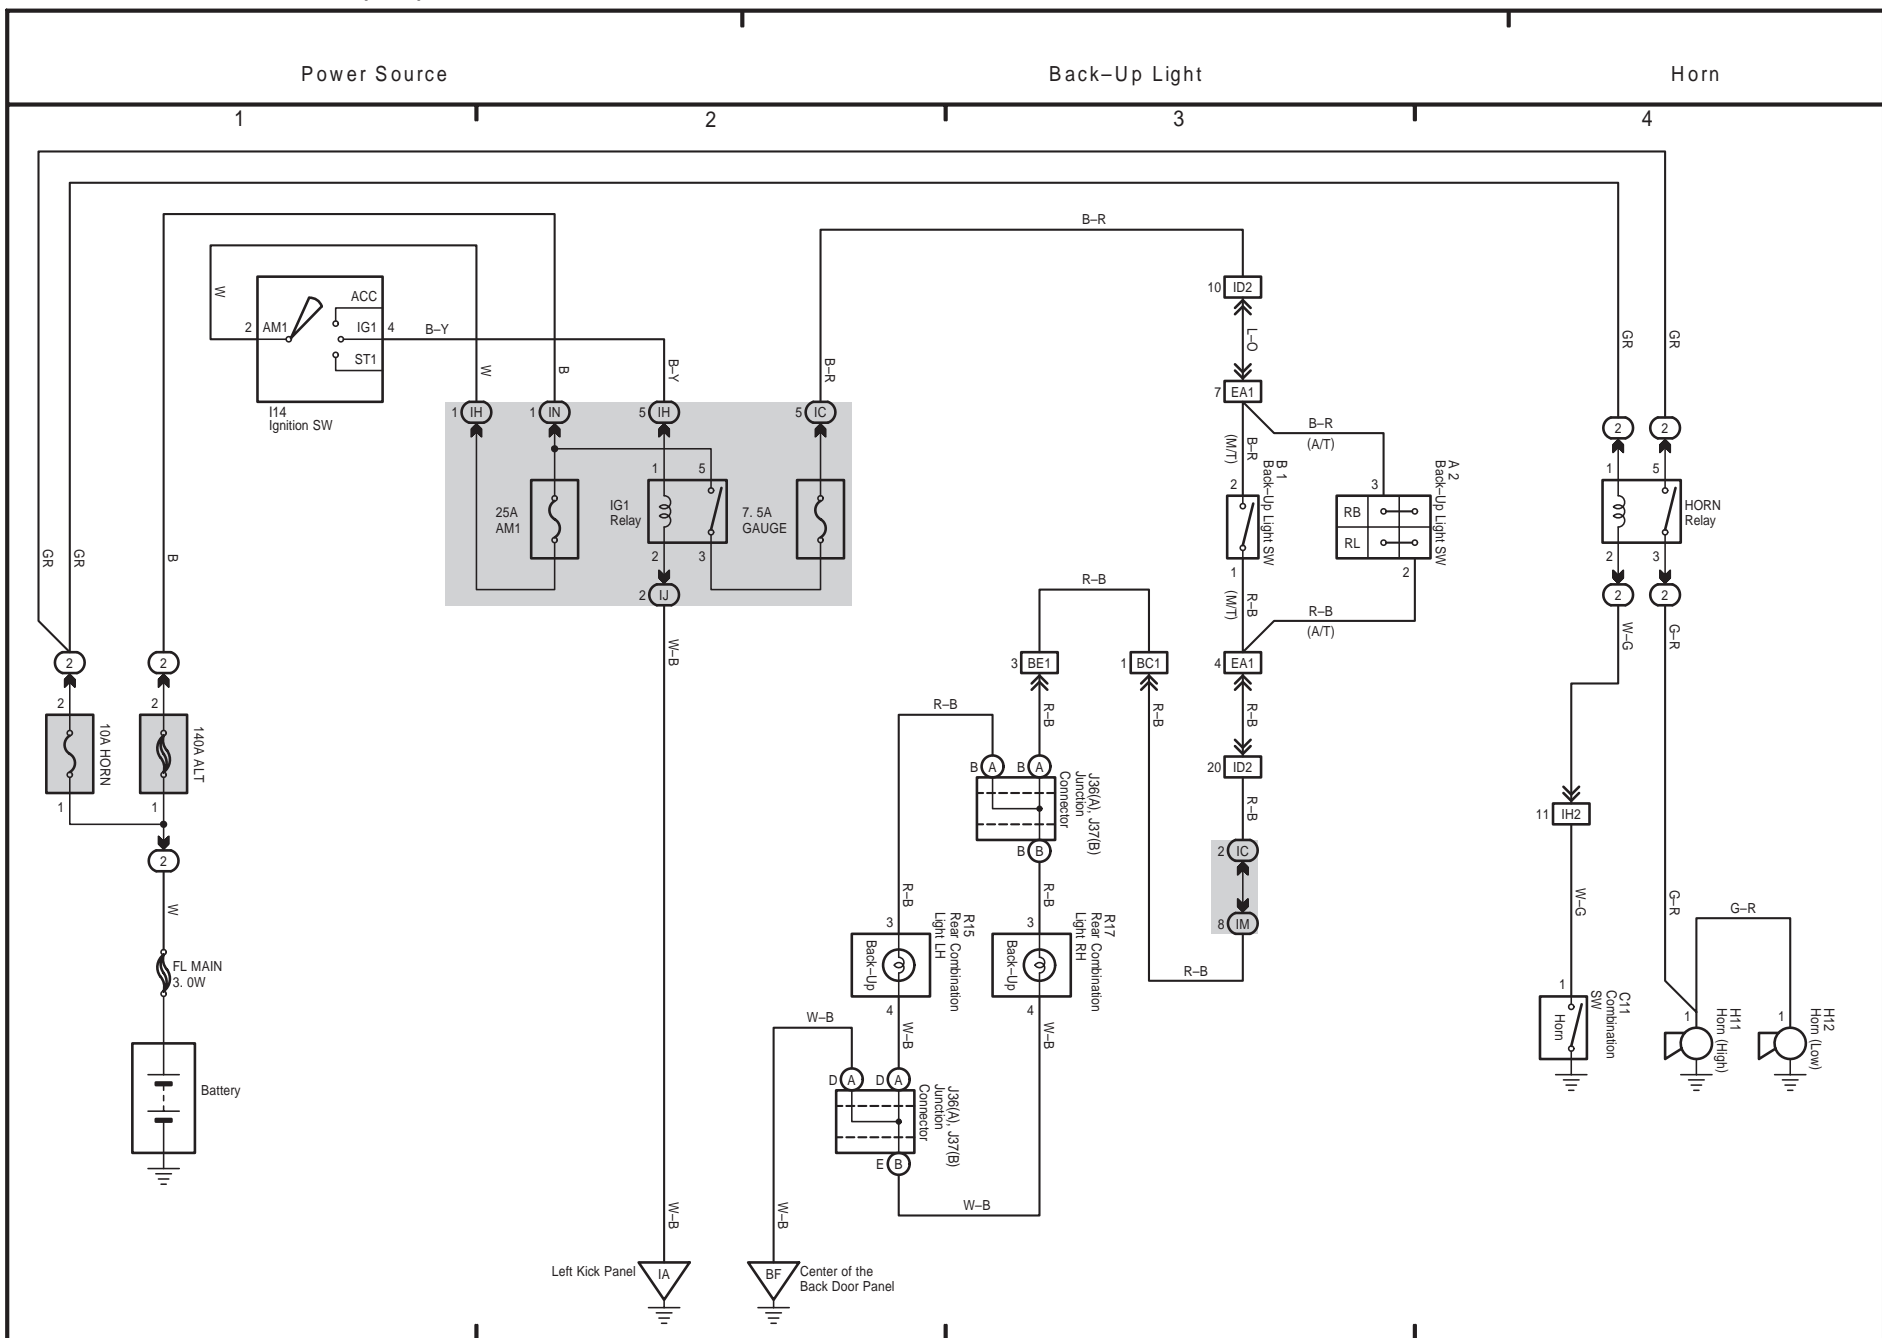 Power Source
Back–Up Light
Horn
1
2
3
4
B–R
W
ACC
2
AM1
IG1
4
ST1
B–Y
I14
Ignition SW
W
B
B–Y
B–R
10
ID2
L–O
7
EA1
GR
GR
1
IH
1
IN
5
IH
5
IC
B–R
(M/T)
B–R
(A/T)
2
2
25A
AM1
IG1
Relay
1
5
2
3
7. 5A
GAUGE
2
IJ
2
B 1
Back–Up Light SW
1
3
RB
RL
2
A 2
Back–Up Light SW
1
5
HORN
Relay
2
3
2
2
GR
GR
B
R–B
R–B
(M/T)
R–B
(A/T)
W–G
G–R
2
2
W–B
3
BE1
1
BC1
4
EA1
2
10A HORN
1
2
140A ALT
1
R–B
R–B
R–B
R–B
B
A
B
A
J36(A), J37(B)
Junction
Connector
B
B
20
ID2
R–B
11
IH2
2
2
IC
8
IM
W
R–B
R–B
W–G
G–R
G–R
3
Back–Up
4
R15
Rear Combination
Light LH
3
Back–Up
4
R17
Rear Combination
Light RH
R–B
FL MAIN
3. 0W
1
Horn
C11
Combination
SW
1
H11
Horn (High)
1
H12
Horn (Low)
W–B
W–B
W–B
Battery
D
A
D
A
J36(A), J37(B)
Junction
Connector
E
B
W–B
W–B
W–B
Left Kick Panel
IA
BF
Center of the
Back Door Panel